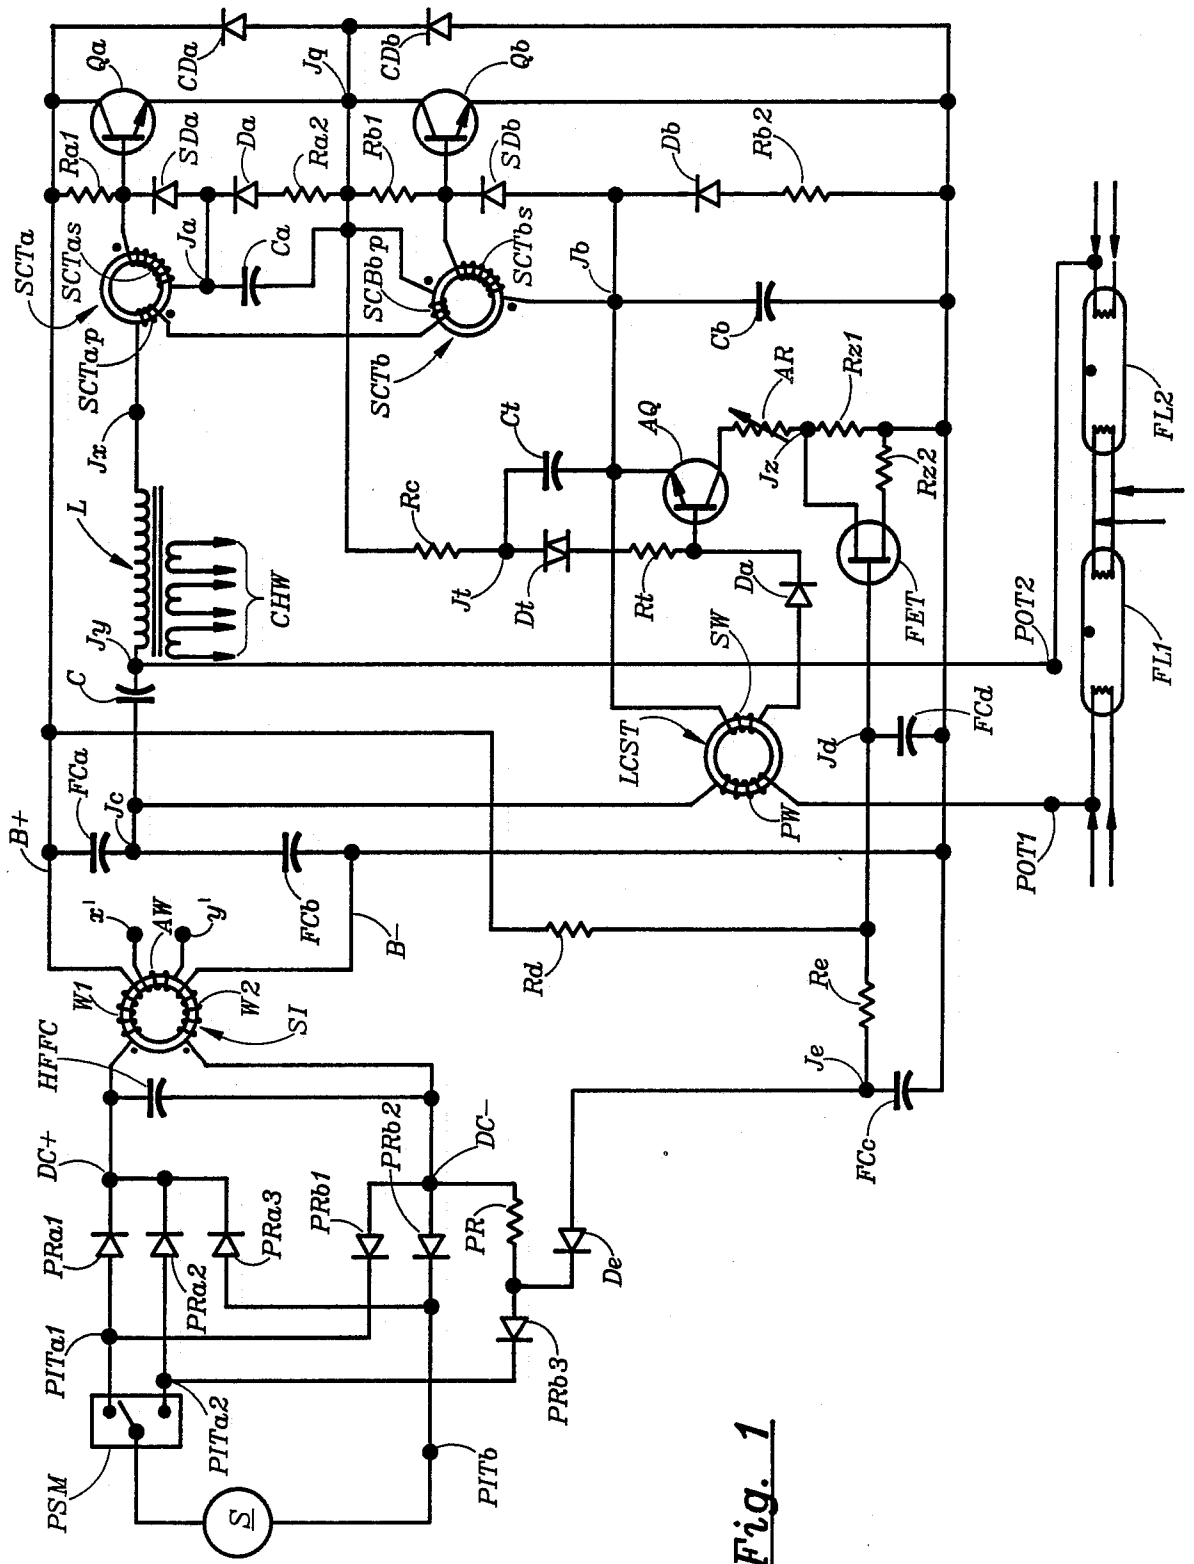 PSM
S
PITa1
PITa2
PITb
PRa1
PRa2
PRa3
PRb1
PRb2
PRb3
PR
De
DC+
DC−
HFFC
W1
W2
SI
AW
x'
y'
B+
B−
FCa
FCb
Jc
C
Jy
L
CHW
Jx
SCTap
SCTas
SCTa
Ra1
Qa
SDa
Da
Ja
Ca
Ra2
CDa
Jq
CDb
Rb1
Qb
SDb
SCBbp
SCTbs
SCTb
Jb
Db
Rb2
Cb
Rc
Jt
Ct
Dt
Rt
AQ
AR
Jz
Rz1
Rz2
FET
Da
SW
LCST
PW
Jd
FCd
Rd
Re
Je
FCc
POT1
POT2
FL1
FL2
Fig. 1